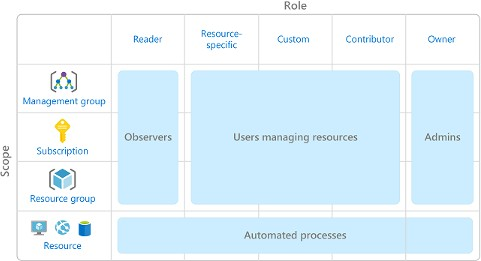 Role
Reader
Resource-
specific
Custom
Contributor
Owner
Scope
Management group
Subscription
Resource group
Resource
Observers
Users managing resources
Admins
Automated processes